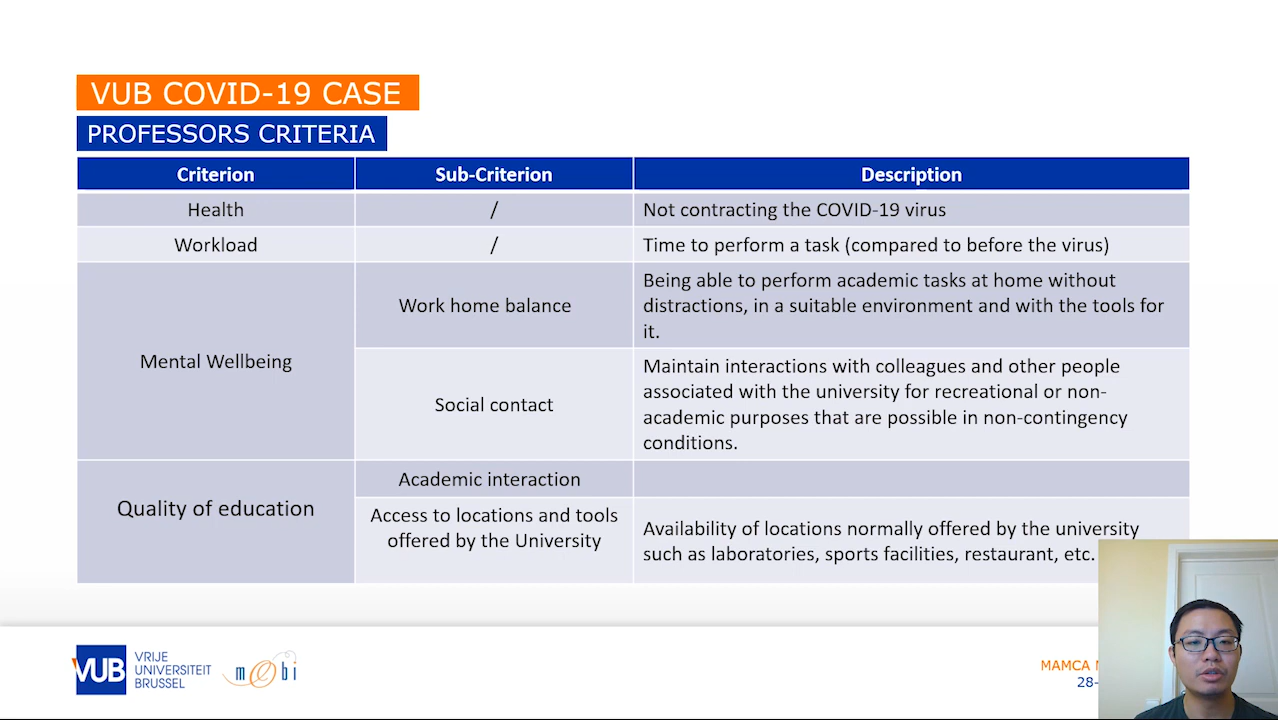 VUB COVID-19 CASE
PROFESSORS CRITERIA
Criterion Sub-Criterion Description
Health / Not contracting the COVID-19 virus
Workload / Time to perform a task (compared to before the virus)
Mental Wellbeing
Work home balance
Being able to perform academic tasks at home without
distractions, in a suitable environment and with the tools for
it.
Social contact
Maintain interactions with colleagues and other people
associated with the university for recreational or non-
academic purposes that are possible in non-contingency
conditions.
Quality of education
Academic interaction
Access to locations and tools
offered by the University
Availability of locations normally offered by the university
such as laboratories, sports facilities, restaurant, etc.
VUB
VRIJE
UNIVERSITEIT
BRUSSEL
mobi
MAMCA
28-